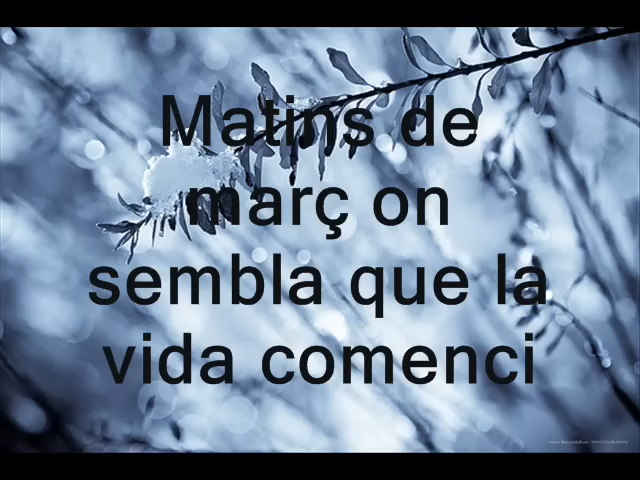 Matins de
març on
sembla que la
vida comenci